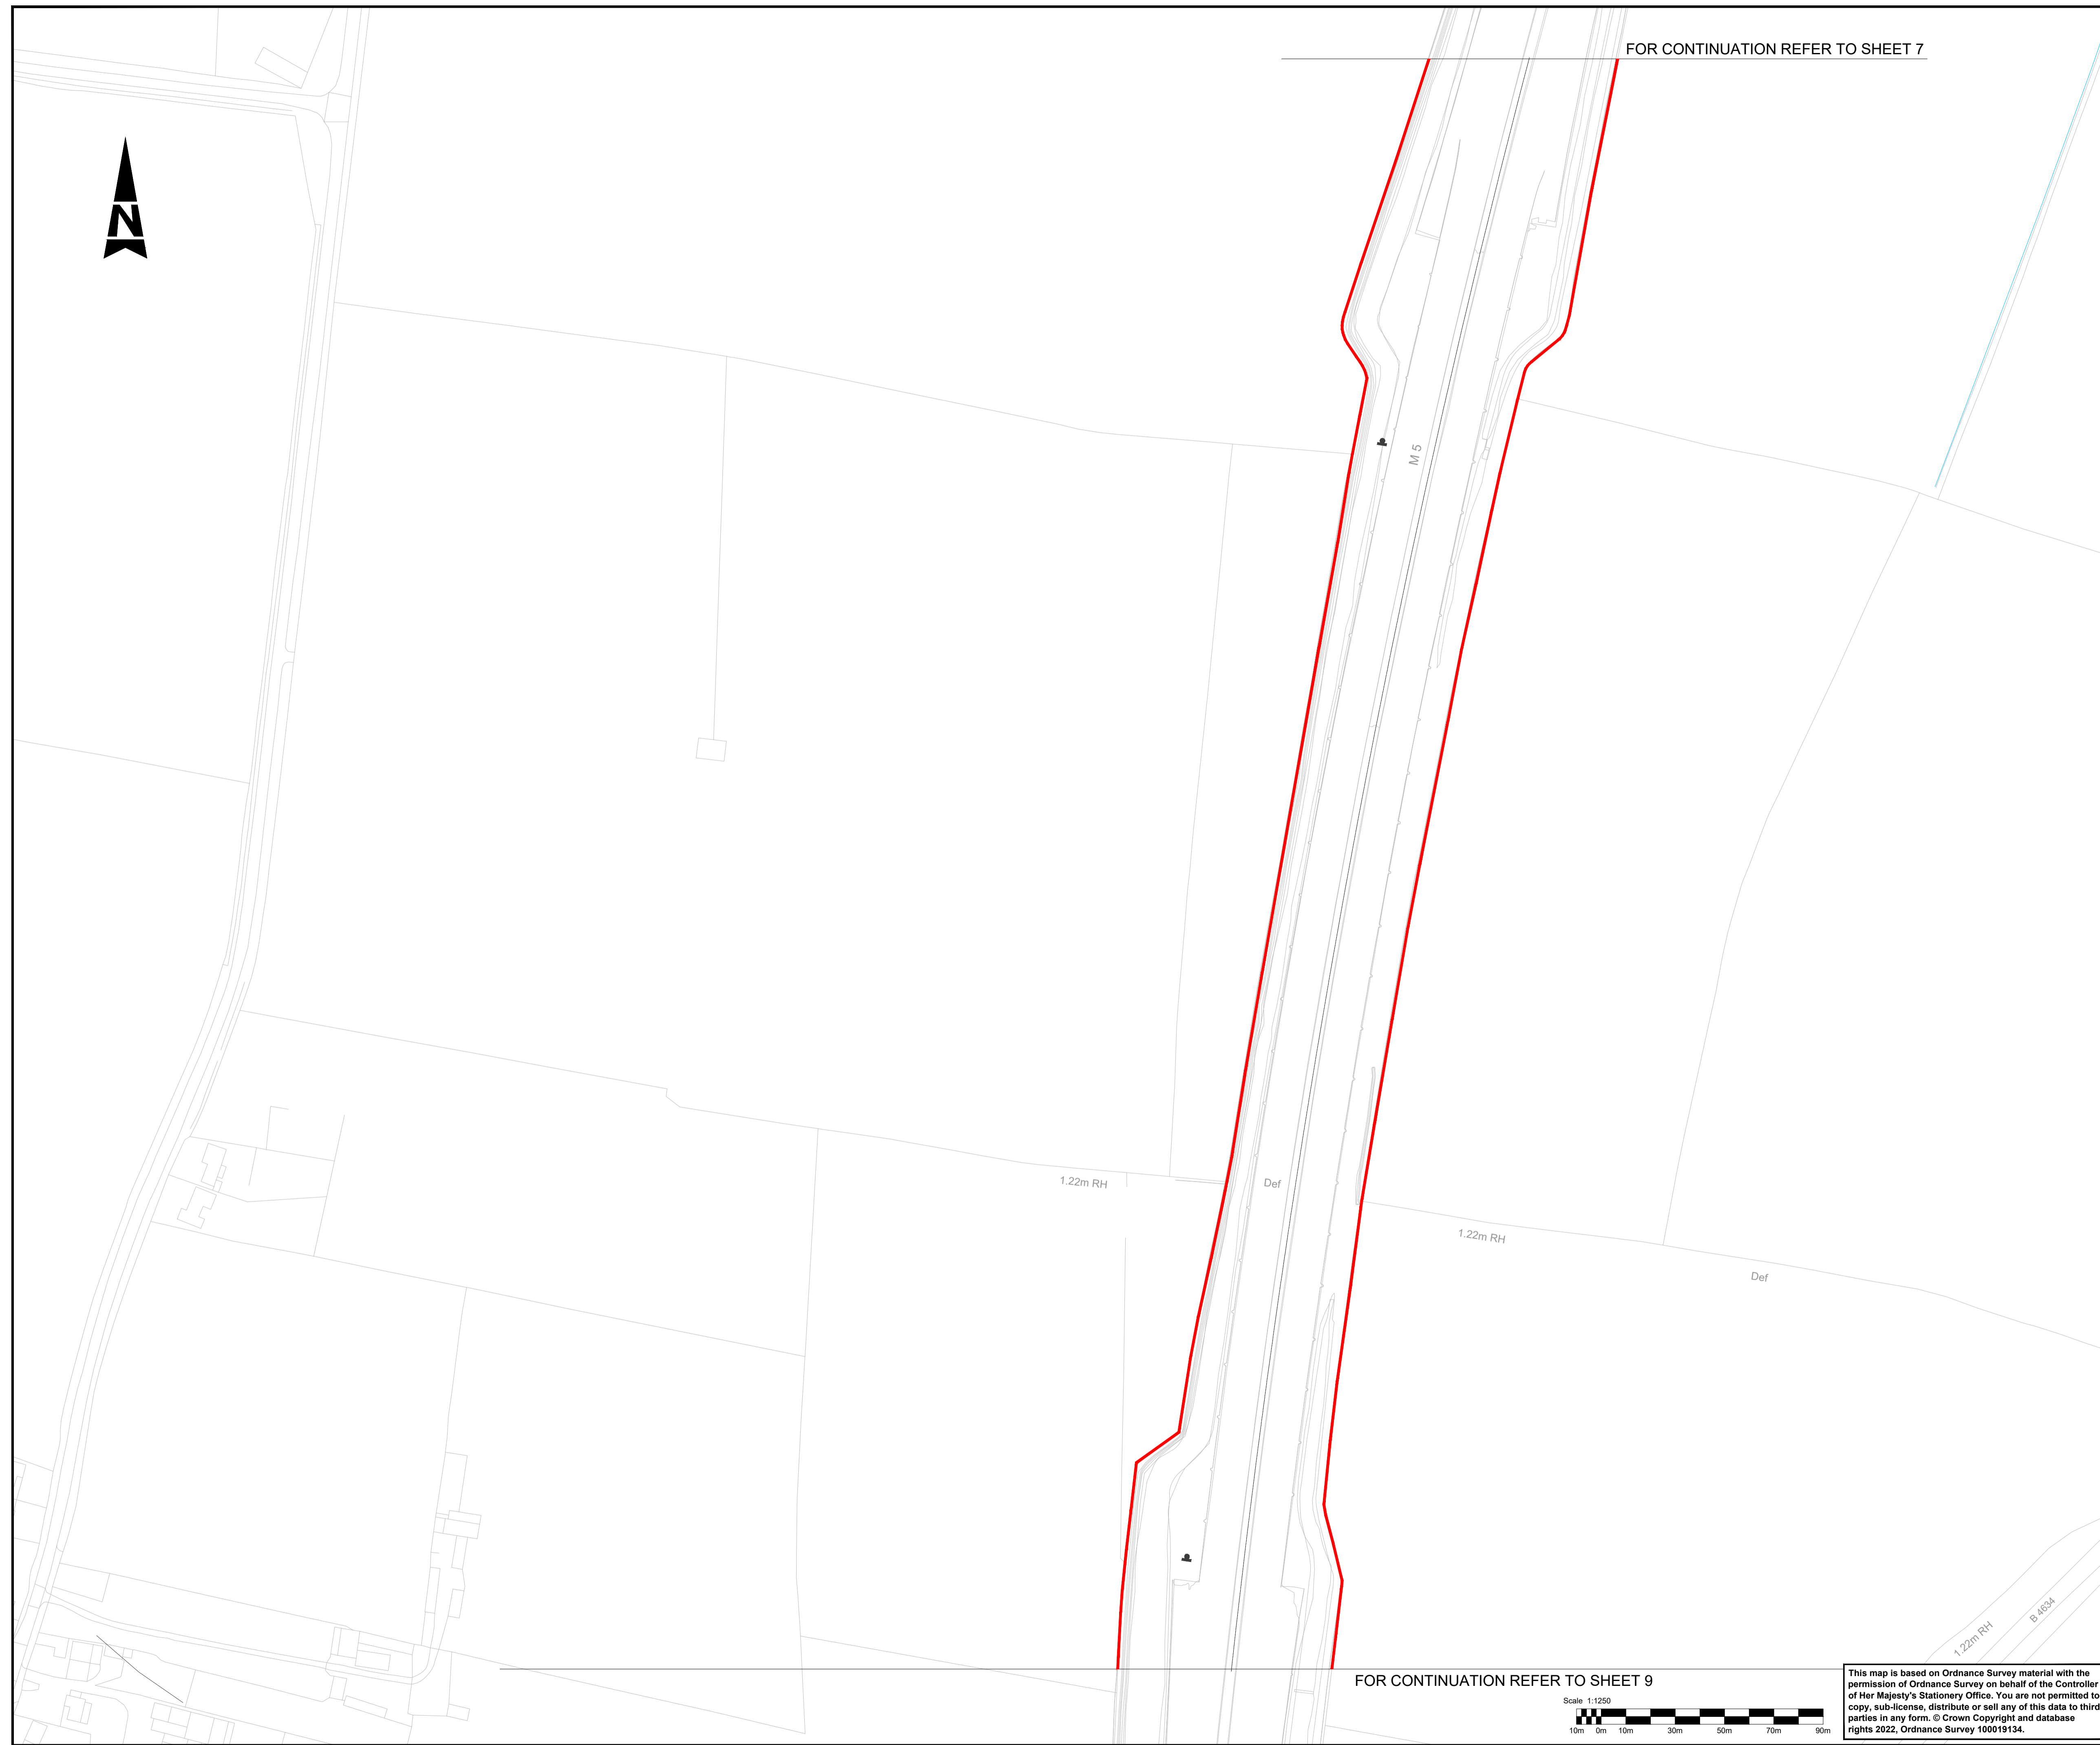 FOR CONTINUATION REFER TO SHEET 7
N
M 5
1.22m RH
Def
1.22m RH
Def
1.22m RH
B 4634
FOR CONTINUATION REFER TO SHEET 9
Scale 1:1250
10m 0m 10m 30m 50m 70m 90m
This map is based on Ordnance Survey material with the
permission of Ordnance Survey on behalf of the Controller
of Her Majesty's Stationery Office. You are not permitted to
copy, sub-license, distribute or sell any of this data to third
parties in any form. © Crown Copyright and database
rights 2022, Ordnance Survey 100019134.